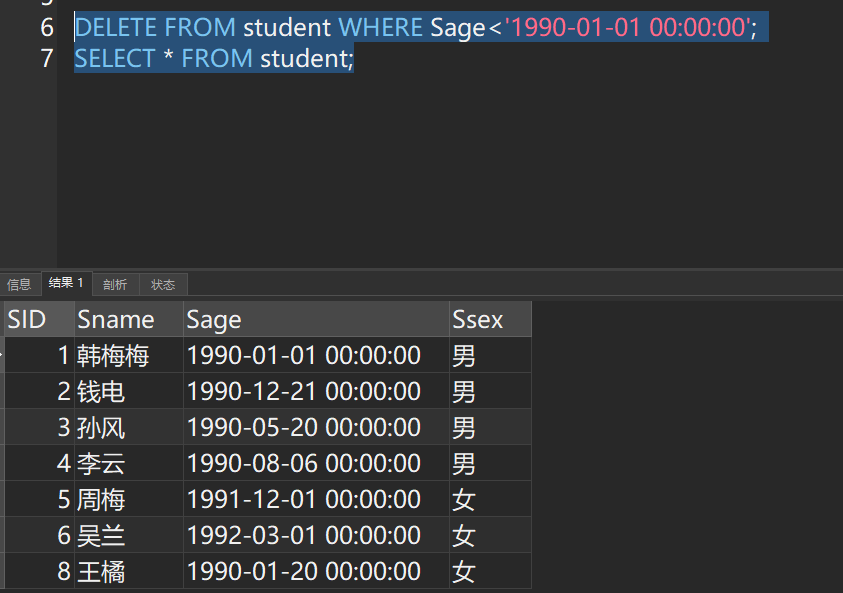 6 DELETE FROM student WHERE Sage<'1990-01-01 00:00:00';
7 SELECT * FROM student;
信息 结果 1 剖析 状态
SID Sname Sage Ssex
1 韩梅梅 1990-01-01 00:00:00 男
2 钱电 1990-12-21 00:00:00 男
3 孙风 1990-05-20 00:00:00 男
4 李云 1990-08-06 00:00:00 男
5 周梅 1991-12-01 00:00:00 女
6 吴兰 1992-03-01 00:00:00 女
8 王橘 1990-01-20 00:00:00 女